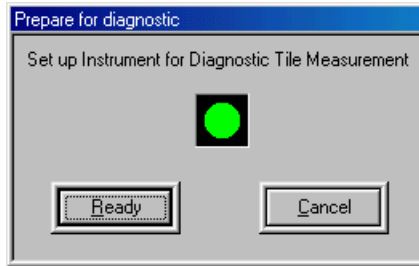 Prepare for diagnostic
Set up Instrument for Diagnostic Tile Measurement
Ready
Cancel